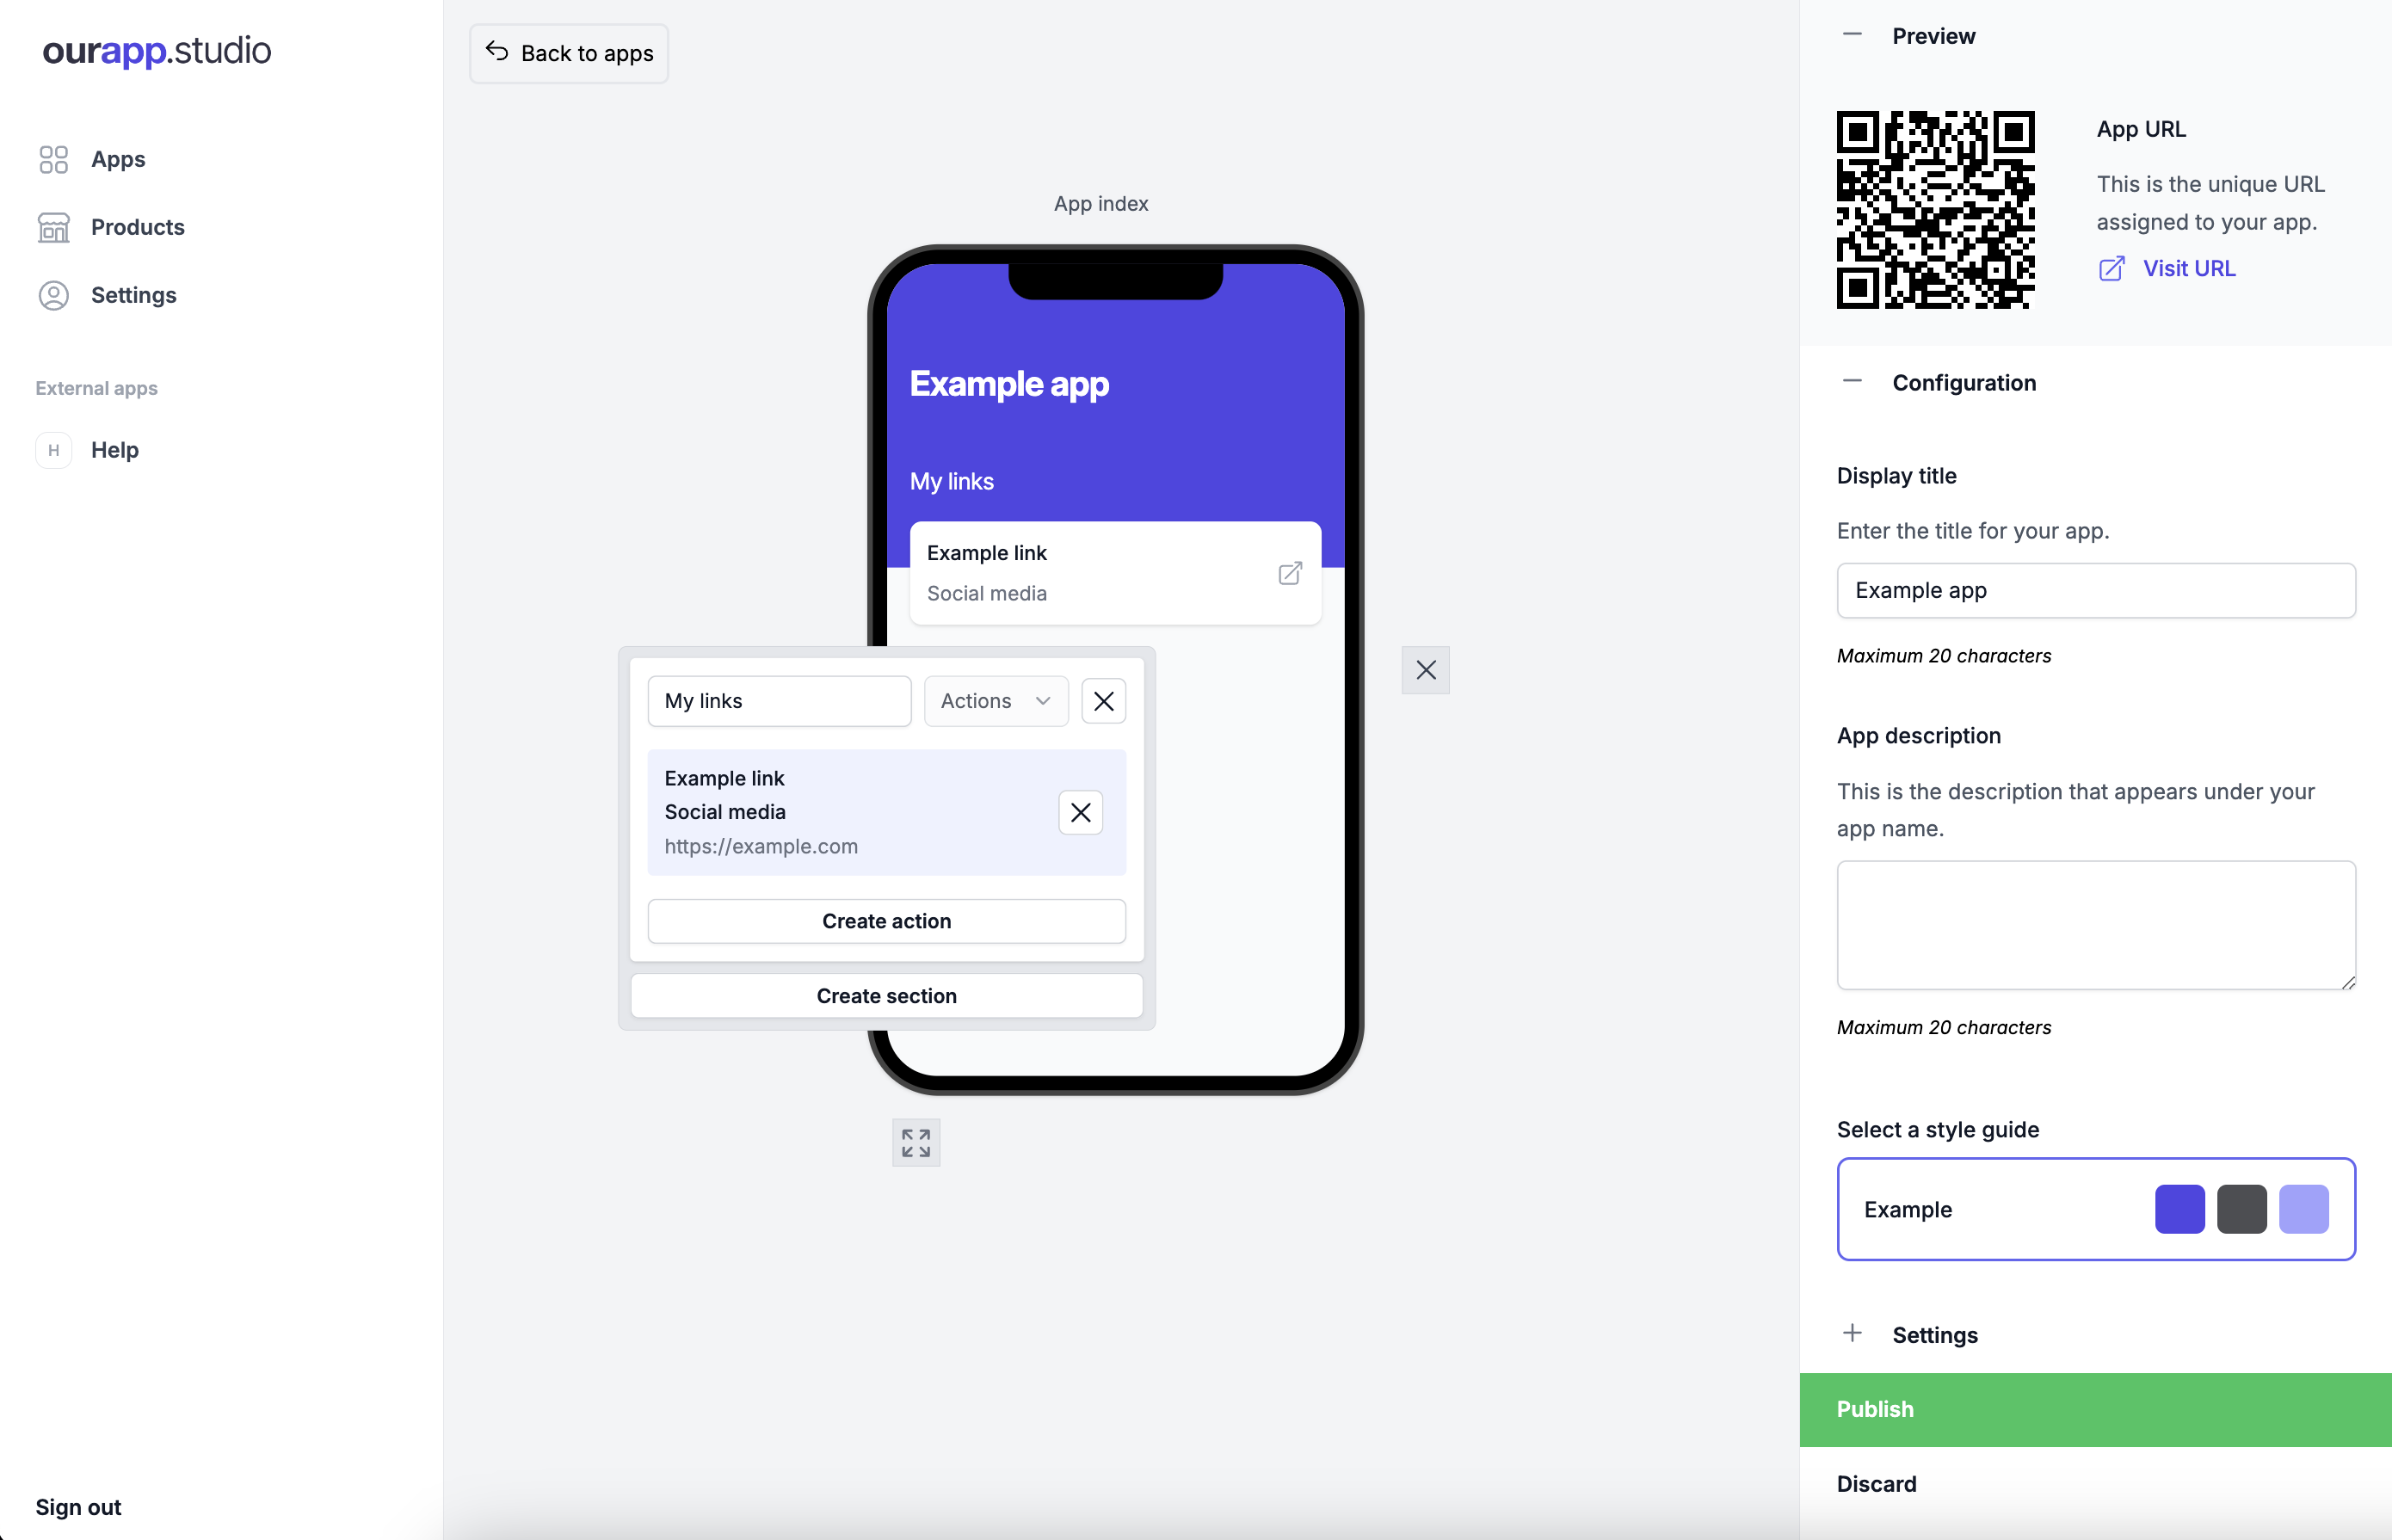 ourapp.studio
Apps
Products
Settings
External apps
H
Help
Sign out
Back to apps
App index
Example app
My links
Example link
Social media
My links
Actions
Example link
Social media
https://example.com
Create action
Create section
Preview
App URL
This is the unique URL
assigned to your app.
Visit URL
Configuration
Display title
Enter the title for your app.
Example app
Maximum 20 characters
App description
This is the description that appears under your
app name.
Maximum 20 characters
Select a style guide
Example
Settings
Publish
Discard